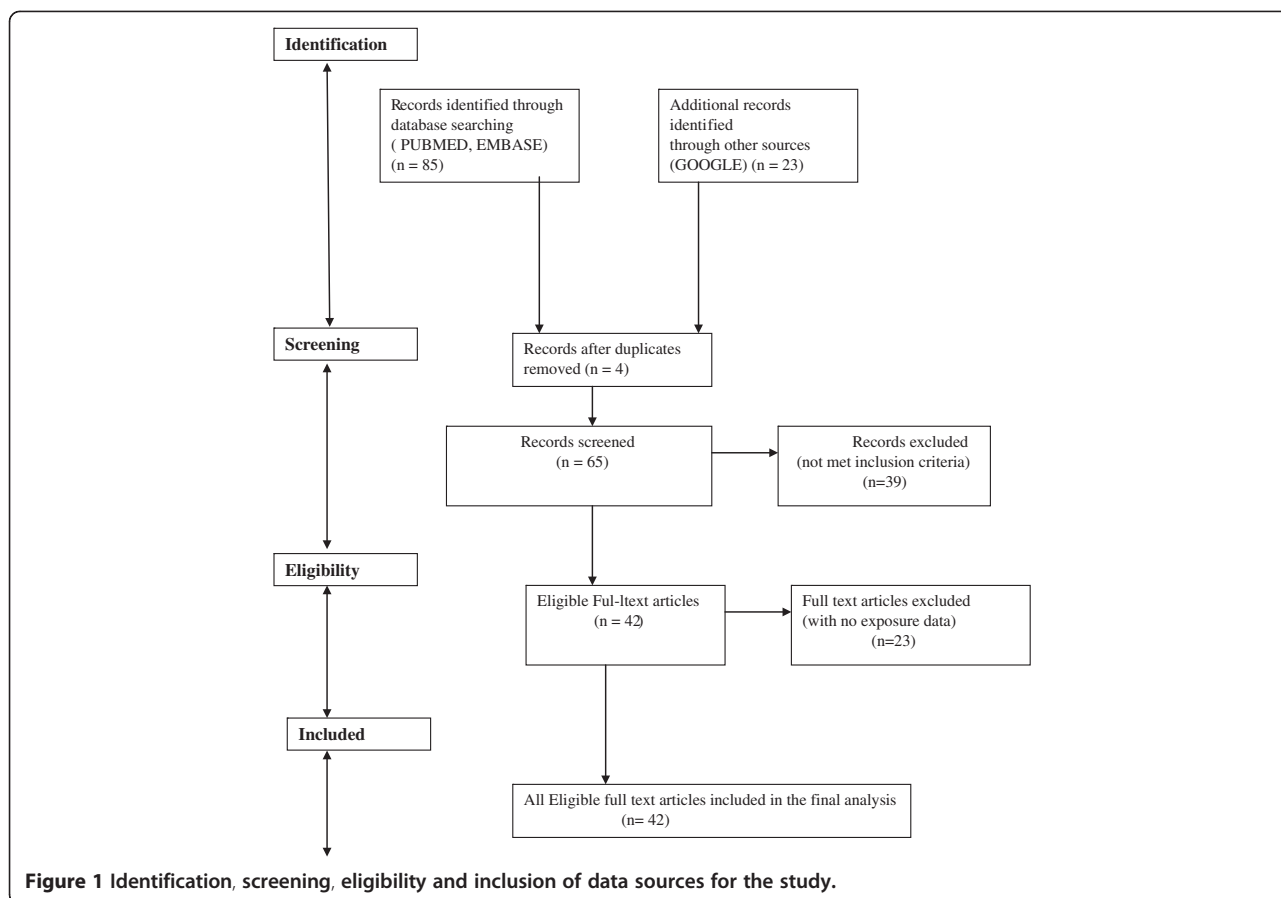 Identification
Records identified through
database searching
( PUBMED, EMBASE)
(n = 85)
Additional records
identified
through other sources
(GOOGLE) (n = 23)
Screening
Records after duplicates
removed (n = 4)
Records screened
(n = 65)
Records excluded
(not met inclusion criteria)
(n=39)
Eligibility
Eligible Ful-ltext articles
(n = 42)
Full text articles excluded
(with no exposure data)
(n=23)
Included
All Eligible full text articles included in the final analysis
(n= 42)
Figure 1 Identification, screening, eligibility and inclusion of data sources for the study.